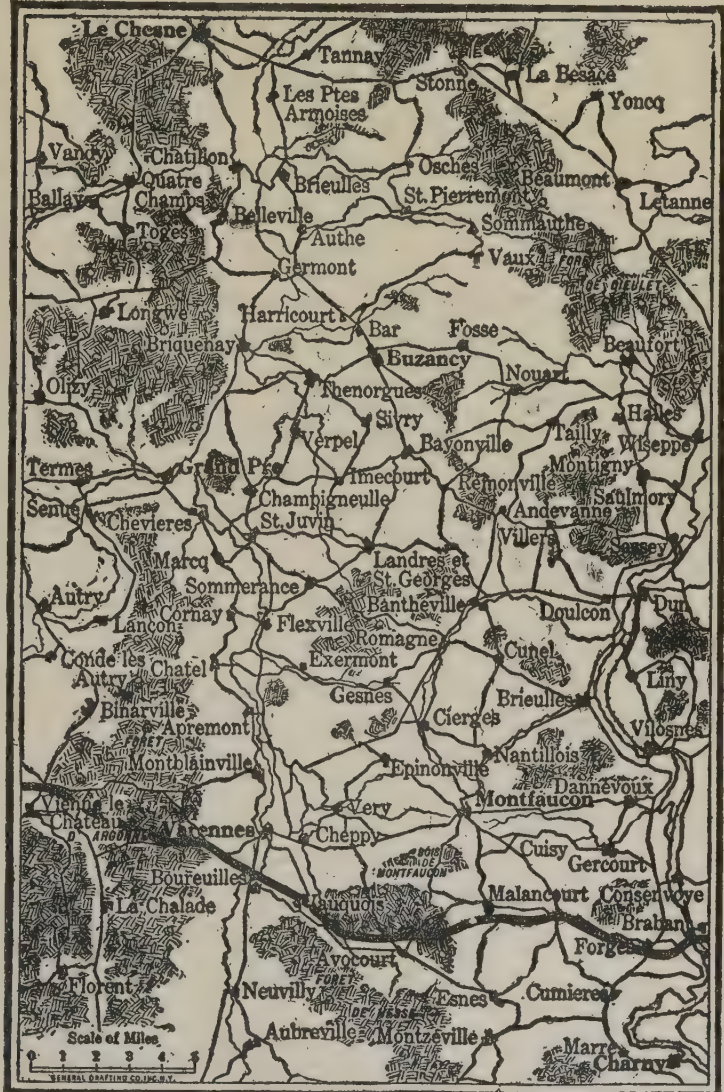 Le Chesne
Tannay
Stonne
La Besace
Les Ptes
Armoises
Yoncq
Vandy
Chatillon
Osches
Quatre
Champs
Brieulles
Beaumont
Ballay
St. Pierremont
Letanne
Belleville
Sommauthe
Toges
Authe
Vaux
FORÊT
Germont
DE DIEULET
Longwe
Harricourt
Bar
Fosse
Briquenay
Buzancy
Beaufort
Olizy
Thenorgues
Nouart
Sivry
Halles
Verpel
Bayonville
Tailly
Wiseppe
Termes
Grand Pre
Imecourt
Remonville
Montigny
Champigneulle
Saulmory
Senuc
Chevieres
St. Juvin
Andevanne
Villers
Marcq
Landres et
St. Georges
Sassey
Sommerance
Autry
Bantheville
Doulcon
Dun
Lancon
Cornay
Flexville
Romagne
Conde les
Autry
Chatel
Exermont
Cunel
Liny
Gesnes
Brieulles
Binarville
Apremont
Cierges
Vilosnes
FORET
Montblainville
Epinonville
Nantillois
Dannevoux
Vienne le
Chateau
D'ARGONNE
Very
Montfaucon
Varennes
Cheppy
Cuisy
Gercourt
BOIS
DE
MONTFAUCON
Boureuilles
Vauquois
Malancourt
Consenvoye
La Chalade
Braban
Avocourt
Forges
Florent
FORET
DE HESSE
Neuvilly
Esnes
Cumieres
Aubreville
Montzeville
Marre
Charny
Scale of Miles
0 1 2 3 4 5
GENERAL DRAFTING CO. INC. N.Y.